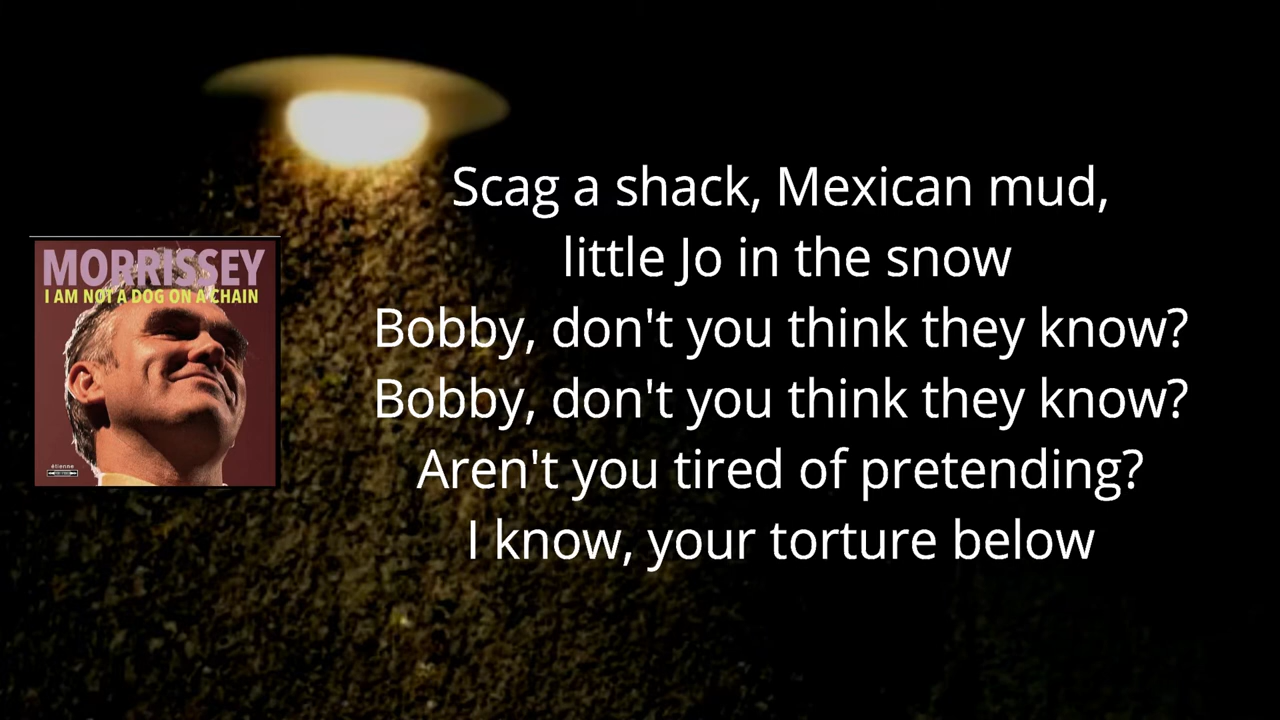 MORRISSEY
I AM NOT A DOG ON A CHAIN
étienne
Scag a shack, Mexican mud,
little Jo in the snow
Bobby, don't you think they know?
Bobby, don't you think they know?
Aren't you tired of pretending?
I know, your torture below